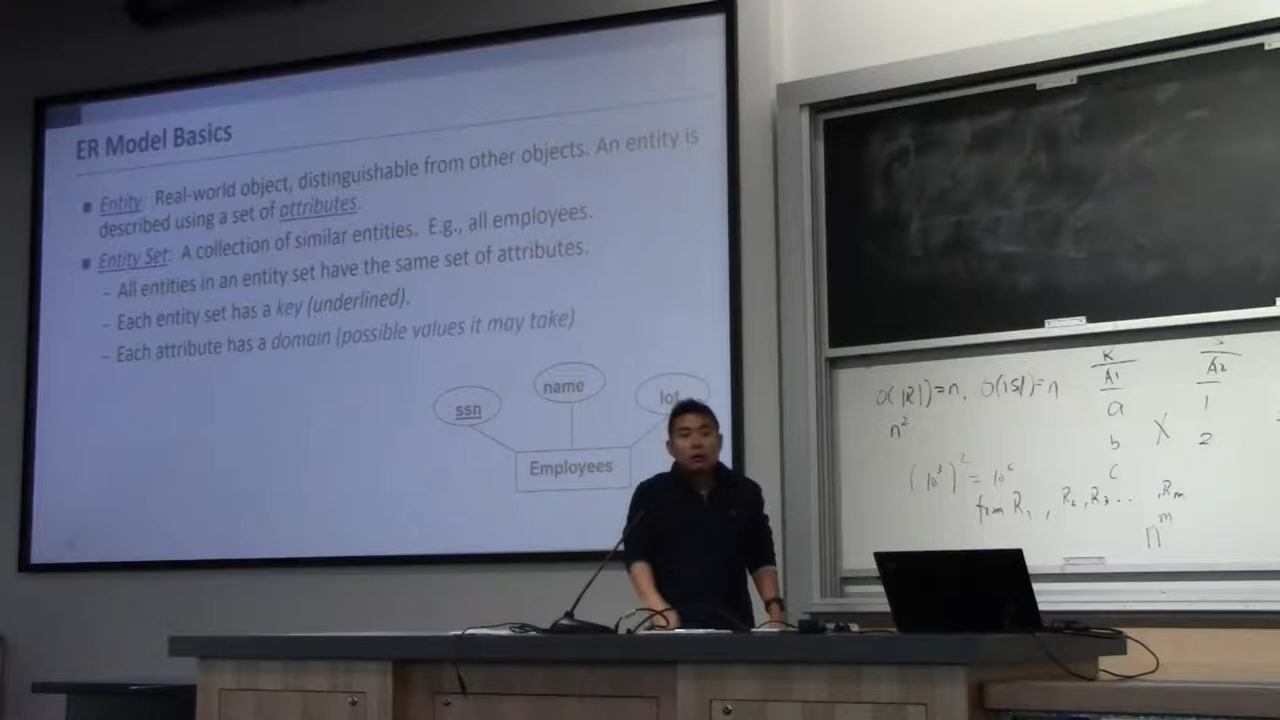 ER Model Basics
Entity: Real-world object, distinguishable from other objects. An entity is
described using a set of attributes.
Entity Set: A collection of similar entities. E.g., all employees.
– All entities in an entity set have the same set of attributes.
– Each entity set has a key (underlined).
– Each attribute has a domain (possible values it may take)
name
ssn
Employees
O(|R|)=n, O(|S|)=n
n²
A1
A2
a
1
b X 2
c
(10³)² = 10⁶
from R1, R2, R3 .. , Rm
n^m